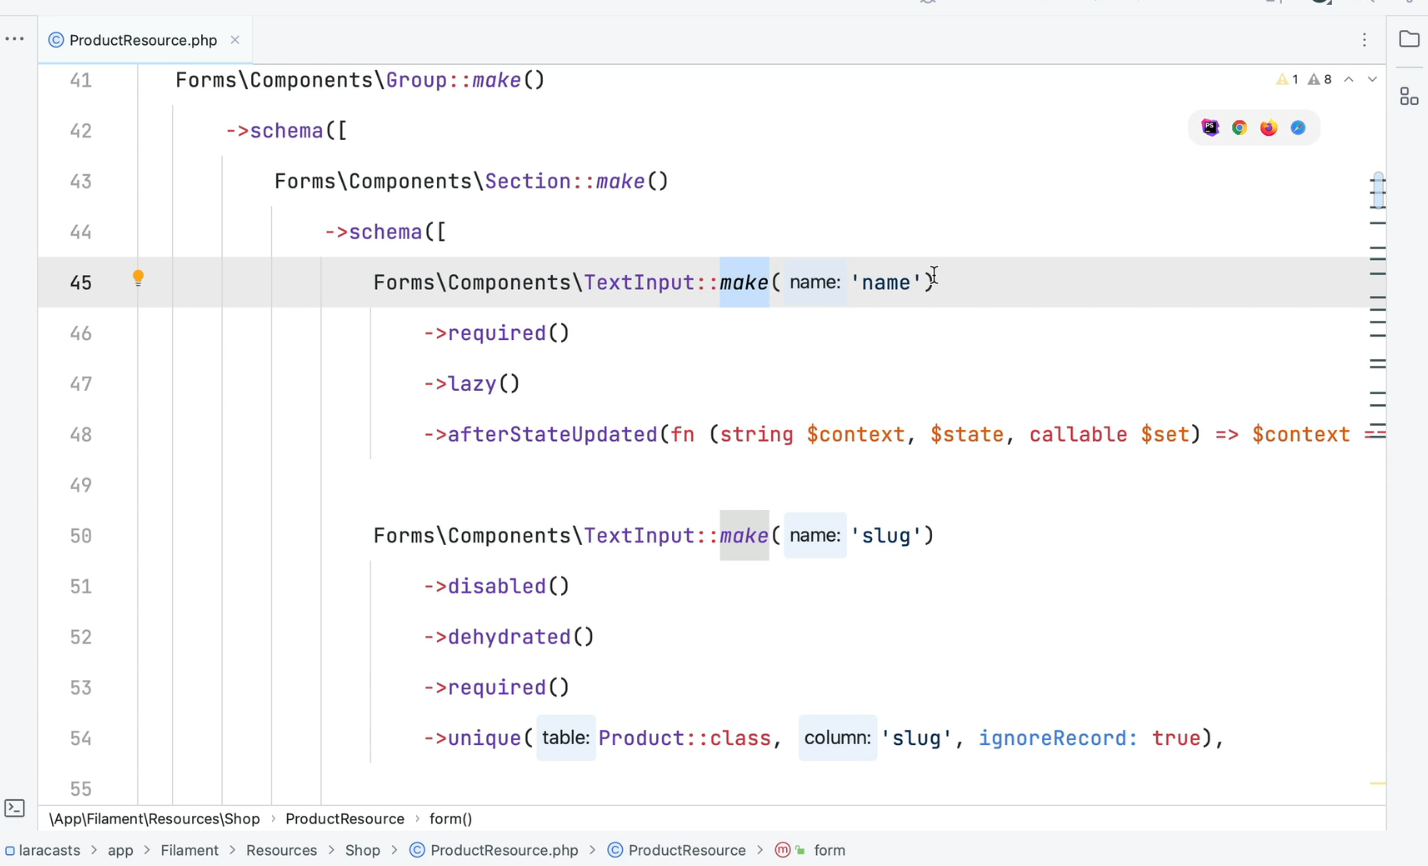 ProductResource.php
41 Forms\Components\Group::make()
1 8
42 ->schema([
43 Forms\Components\Section::make()
44 ->schema([
45 Forms\Components\TextInput::make( name: 'name')
46 ->required()
47 ->lazy()
48 ->afterStateUpdated(fn (string $context, $state, callable $set) => $context ==
49
50 Forms\Components\TextInput::make( name: 'slug')
51 ->disabled()
52 ->dehydrated()
53 ->required()
54 ->unique( table: Product::class, column: 'slug', ignoreRecord: true),
55
\App\Filament\Resources\Shop › ProductResource › form()
laracasts > app > Filament > Resources > Shop > ProductResource.php > ProductResource > form